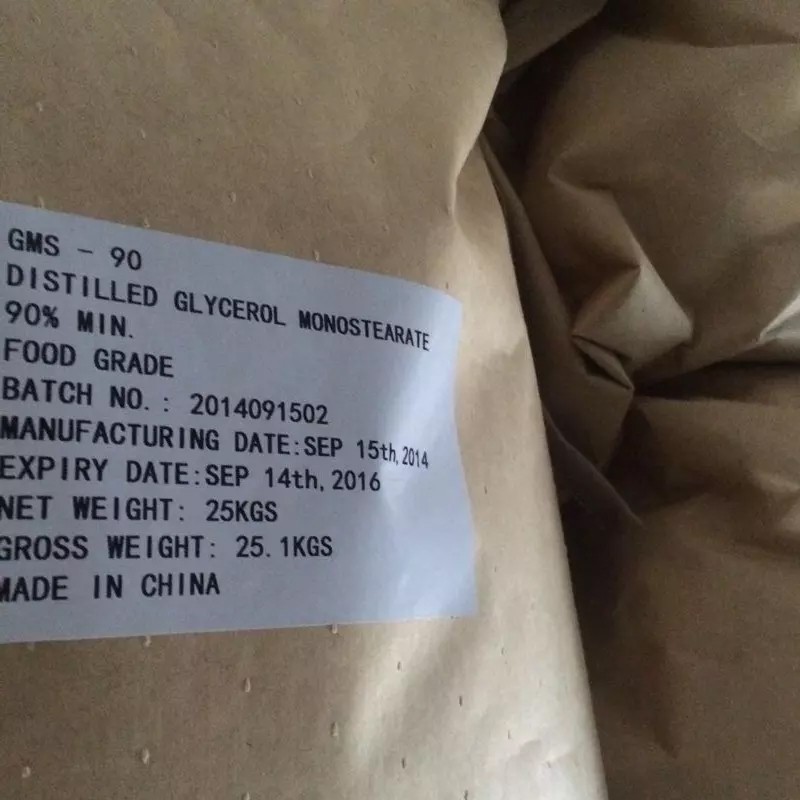 GMS - 90
DISTILLED GLYCEROL MONOSTEARATE
90% MIN.
FOOD GRADE
BATCH NO.: 2014091502
MANUFACTURING DATE:SEP 15th,2014
EXPIRY DATE:SEP 14th,2016
NET WEIGHT: 25KGS
GROSS WEIGHT: 25.1KGS
MADE IN CHINA